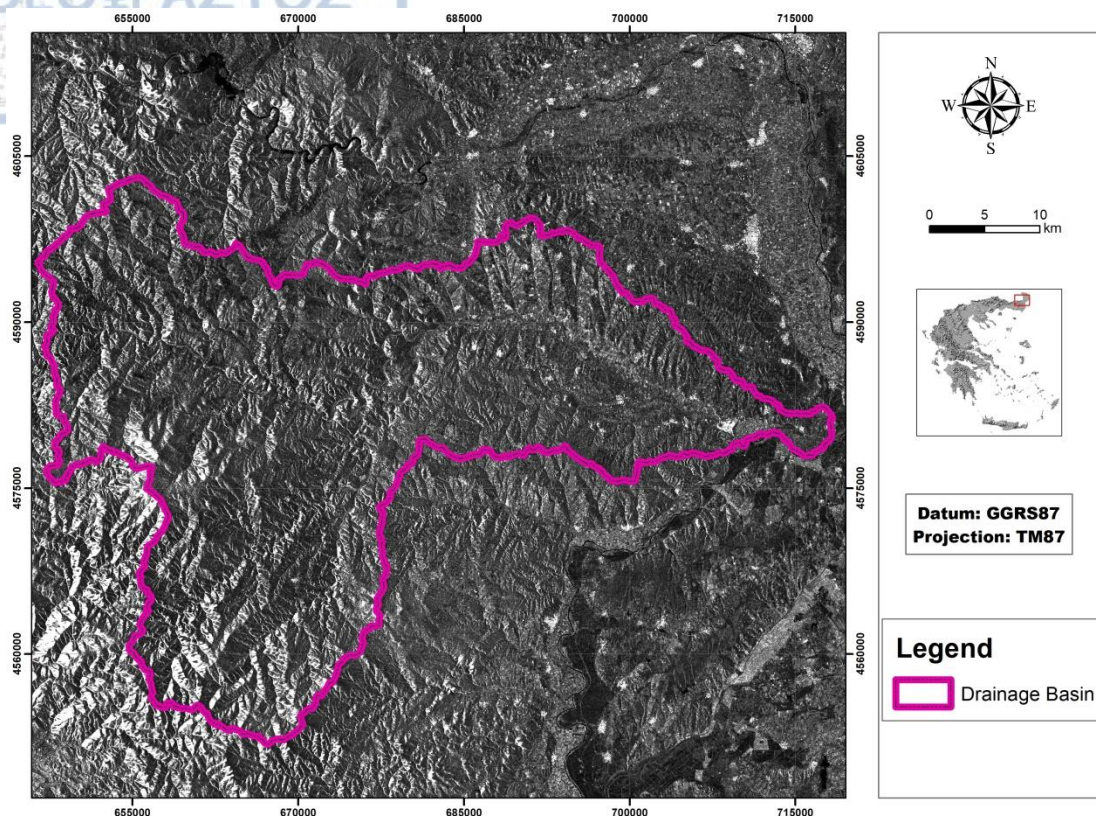 655000 670000 685000 700000 715000
4605000 4605000
4590000 4590000
4575000 4575000
4560000 4560000
655000 670000 685000 700000 715000
N
W E
S
0 5 10
km
Datum: GGRS87
Projection: TM87
Legend
Drainage Basin